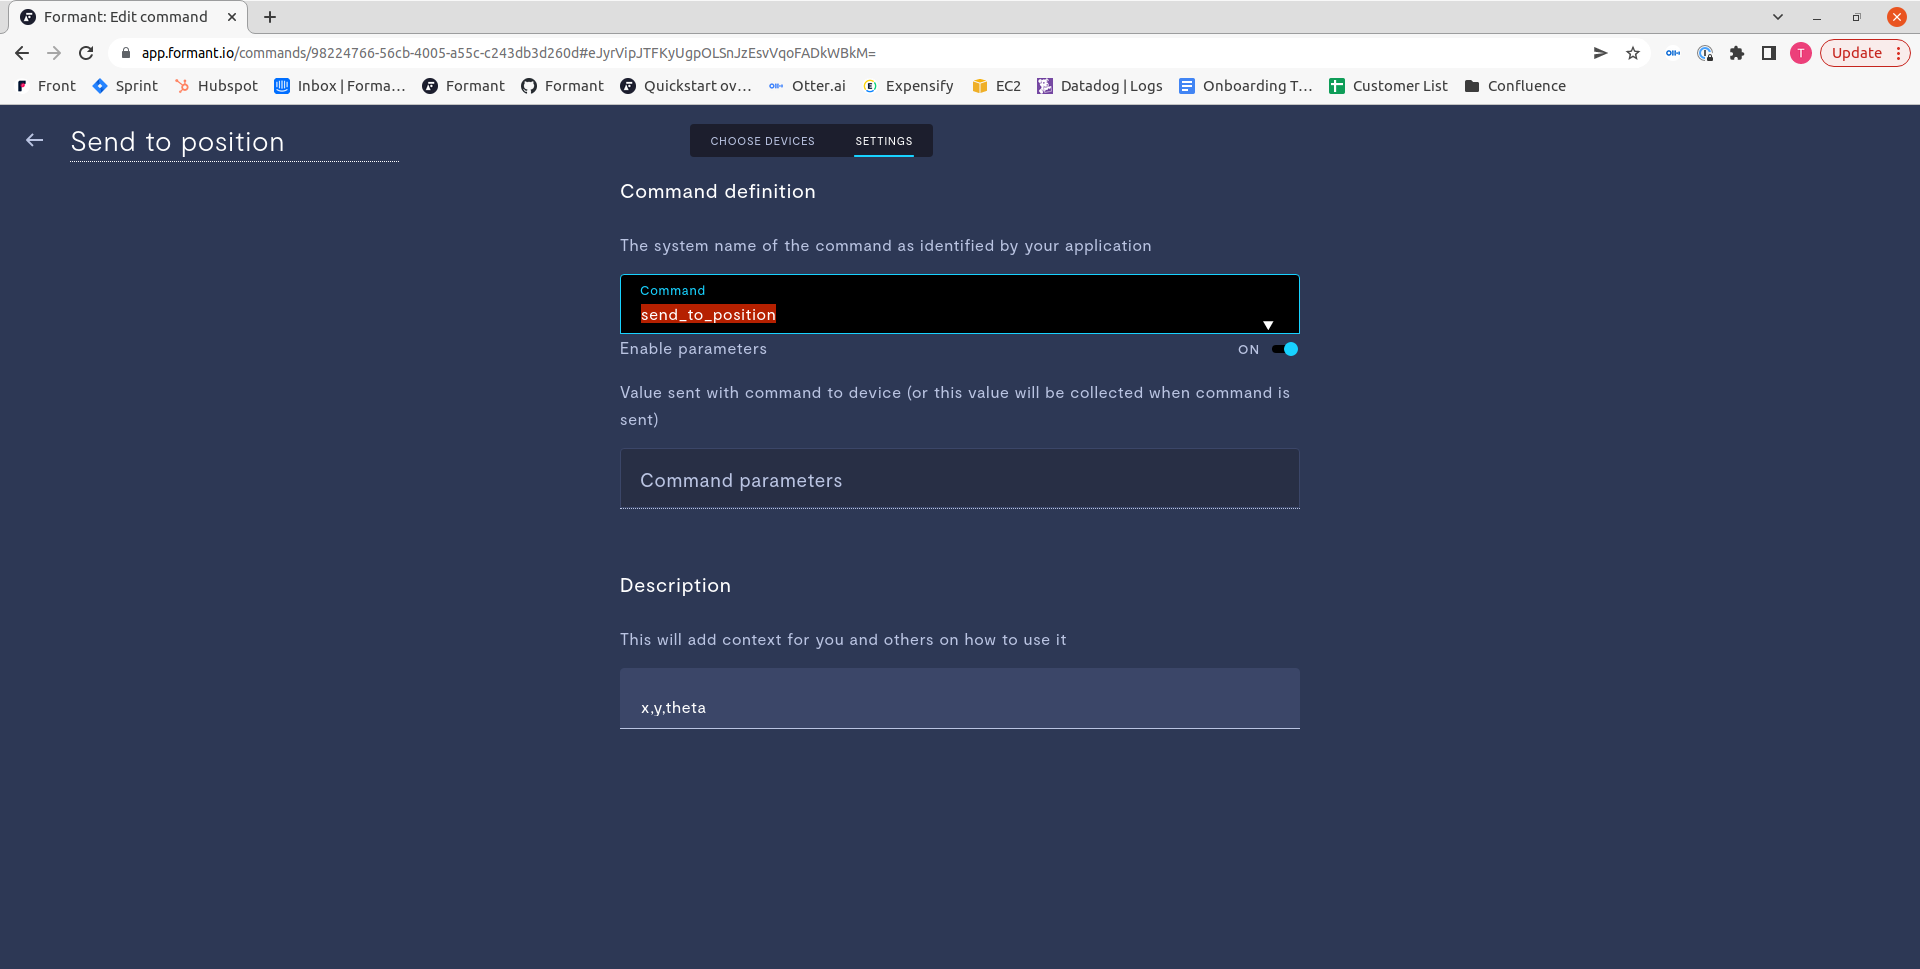 Formant: Edit command
app.formant.io/commands/98224766-56cb-4005-a55c-c243db3d260d#eJyrVipJTFKyUgpOLSnJzEsvVqoFADkWBkM=
T
Update
Front
Sprint
Hubspot
Inbox | Forma...
Formant
Formant
Quickstart ov...
Otter.ai
Expensify
EC2
Datadog | Logs
Onboarding T...
Customer List
Confluence
Send to position
CHOOSE DEVICES
SETTINGS
Command definition
The system name of the command as identified by your application
Command
send_to_position
Enable parameters
ON
Value sent with command to device (or this value will be collected when command is
sent)
Command parameters
Description
This will add context for you and others on how to use it
x,y,theta